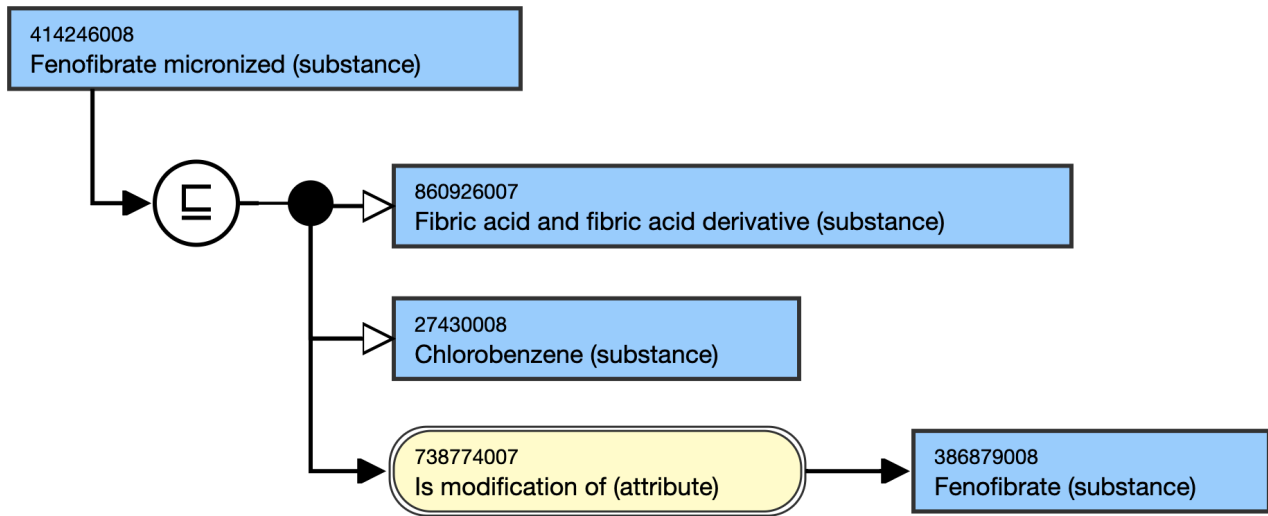 414246008
Fenofibrate micronized (substance)
⊑
860926007
Fibric acid and fibric acid derivative (substance)
27430008
Chlorobenzene (substance)
738774007
Is modification of (attribute)
386879008
Fenofibrate (substance)